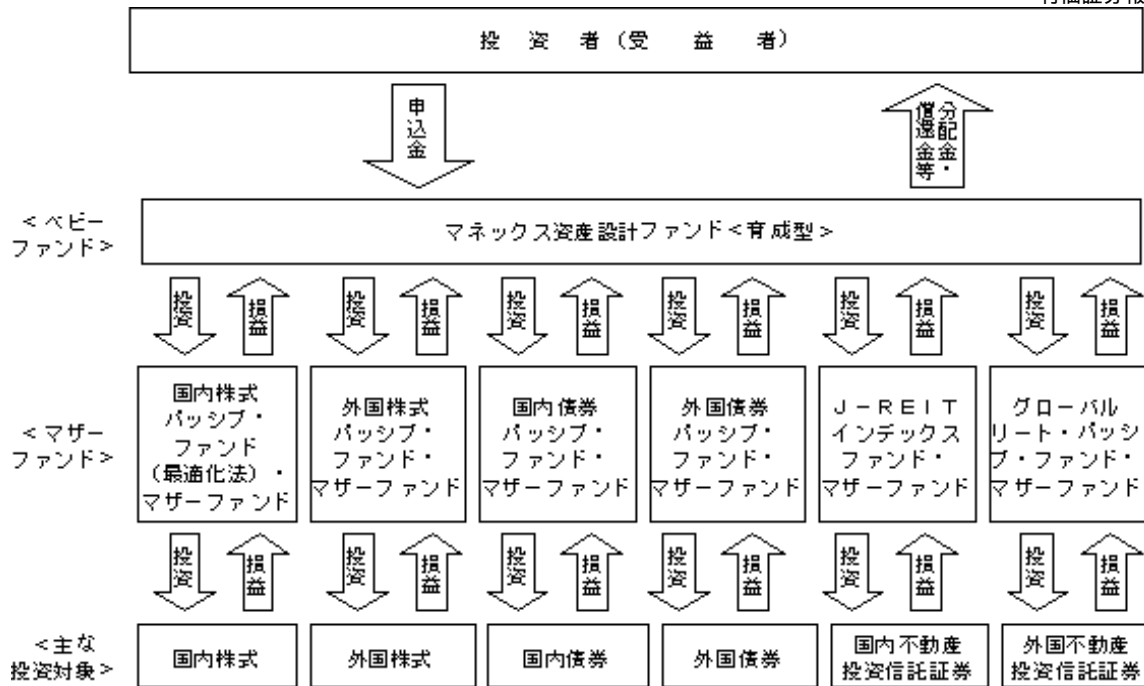 投資者（受益者）
申込金
分配金・
償還金等
＜ベビー
ファンド＞
マネックス資産設計ファンド＜育成型＞
投資
損益
投資
損益
投資
損益
投資
損益
投資
損益
投資
損益
＜マザー
ファンド＞
国内株式
パッシブ・
ファンド
（最適化法）・
マザーファンド
外国株式
パッシブ・
ファンド・
マザーファンド
国内債券
パッシブ・
ファンド・
マザーファンド
外国債券
パッシブ・
ファンド・
マザーファンド
Ｊ－ＲＥＩＴ
インデックス
ファンド・
マザーファンド
グローバル
リート・パッシ
ブ・ファンド・
マザーファンド
投資
損益
投資
損益
投資
損益
投資
損益
投資
損益
投資
損益
＜主な
投資対象＞
国内株式
外国株式
国内債券
外国債券
国内不動産
投資信託証券
外国不動産
投資信託証券